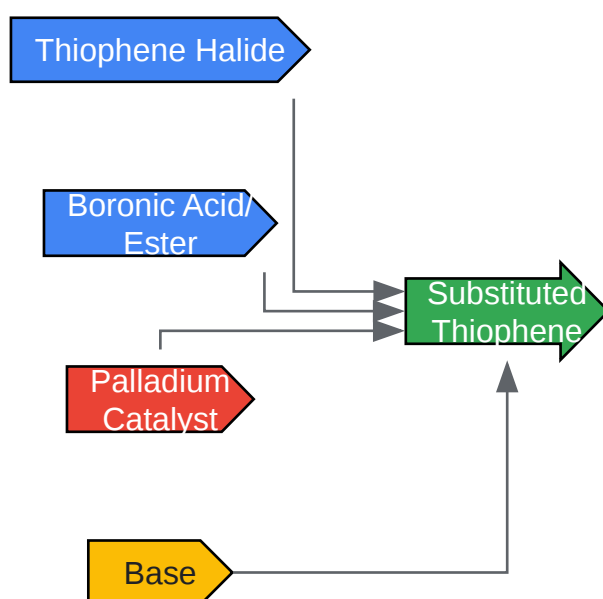 Thiophene Halide
Boronic Acid/
Ester
Substituted
Thiophene
Palladium
Catalyst
Base